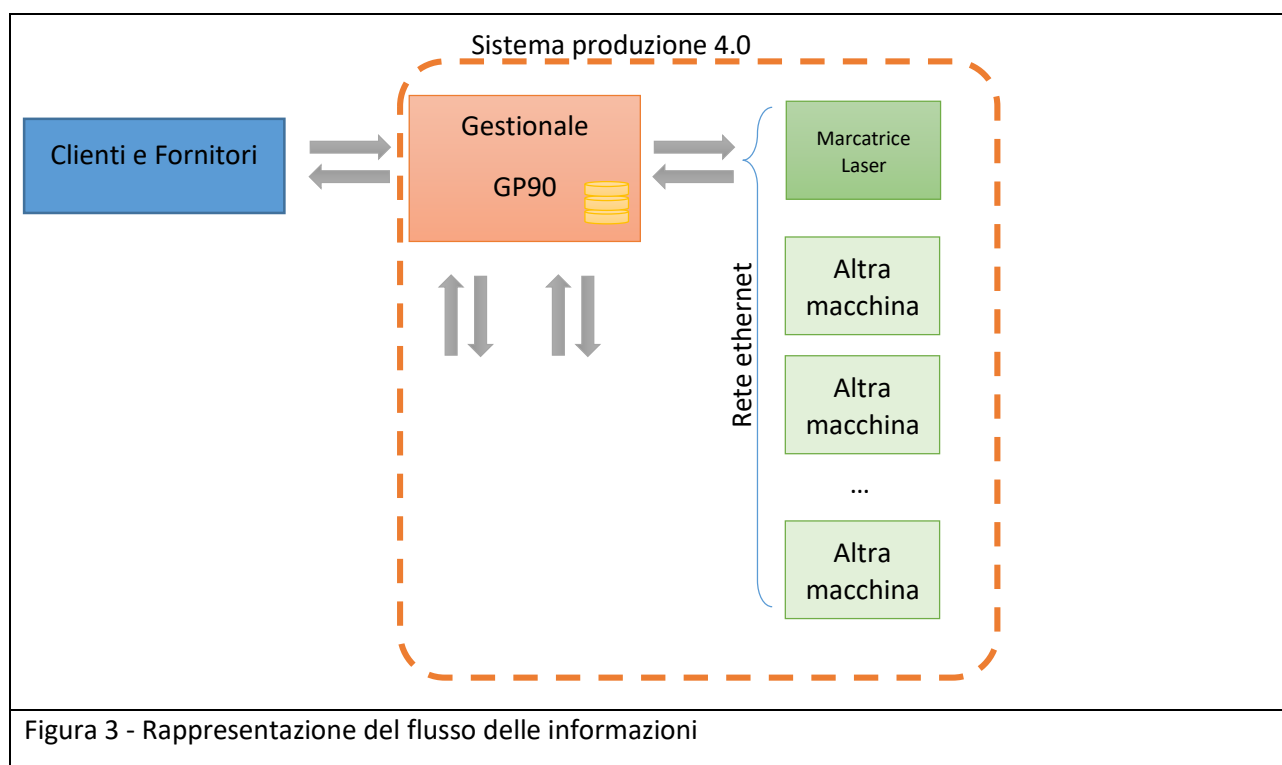 Sistema produzione 4.0
Clienti e Fornitori
Gestionale
GP90
Rete ethernet
Marcatrice
Laser
Altra
macchina
Altra
macchina
...
Altra
macchina
Figura 3 - Rappresentazione del flusso delle informazioni